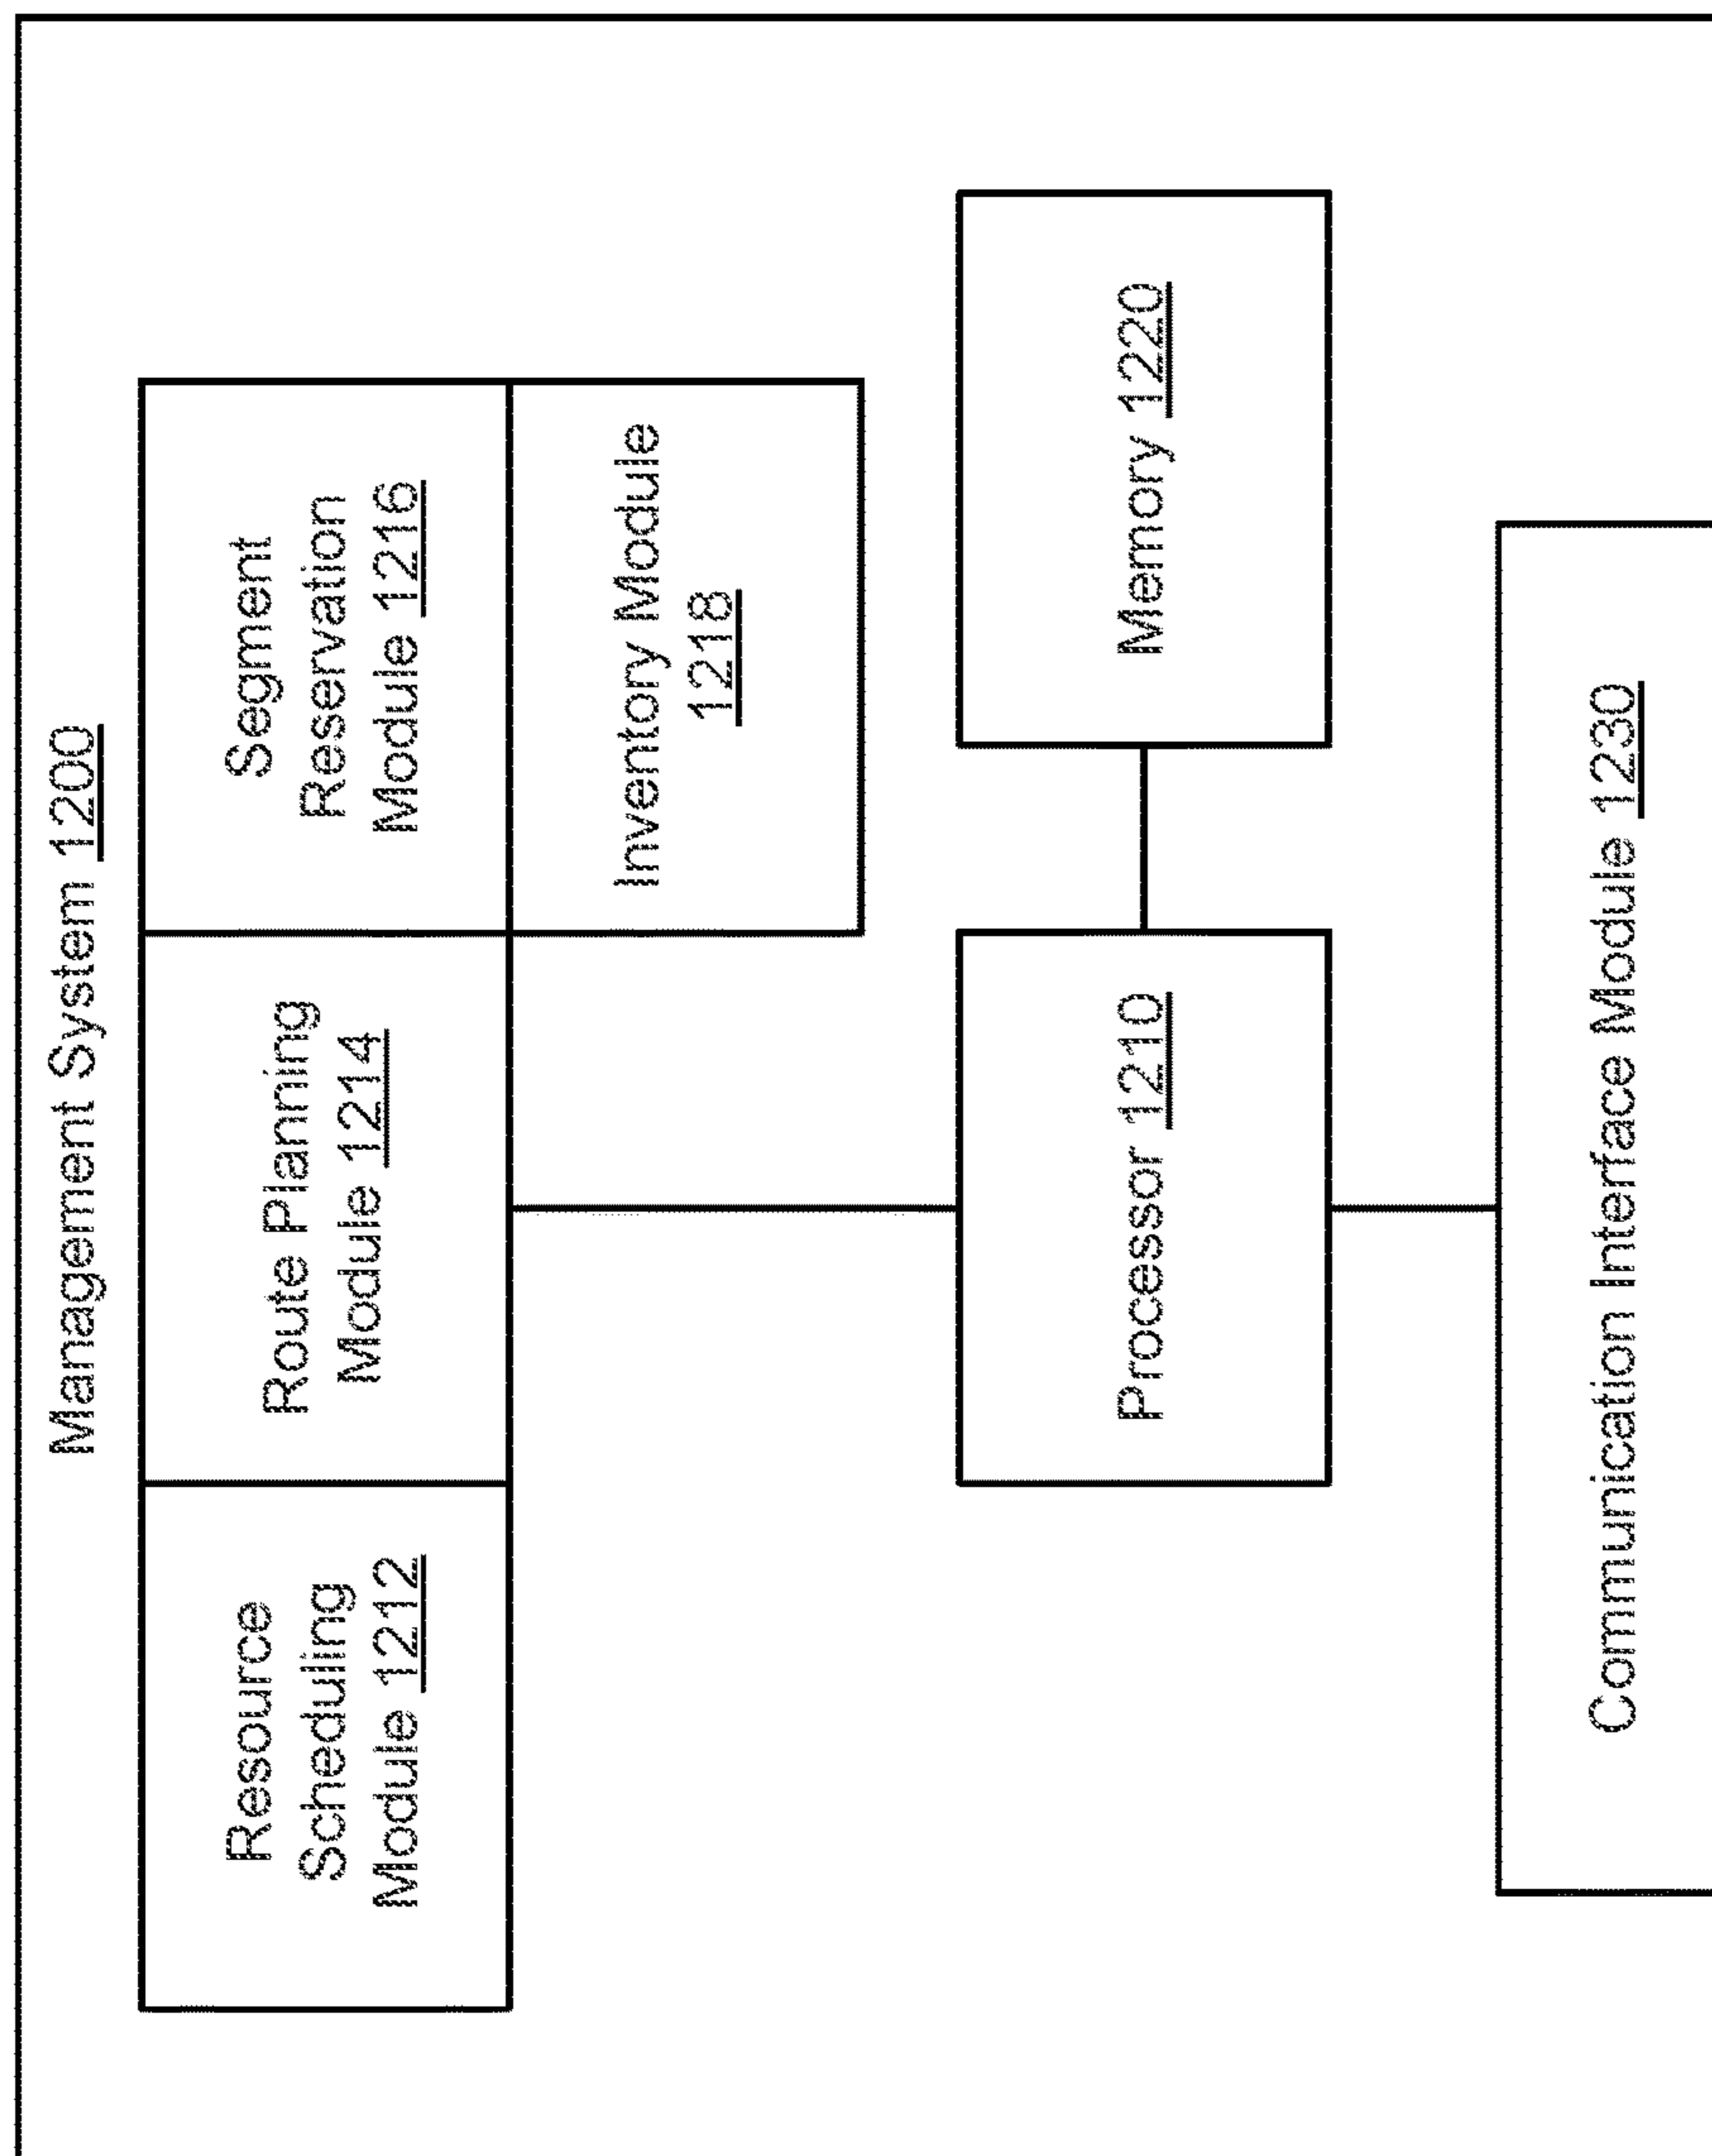 Management System 1200
Resource
Scheduling
Module 1212
Route Planning
Module 1214
Segment
Reservation
Module 1216
Inventory Module
1218
Processor 1210
Memory 1220
Communication Interface Module 1230